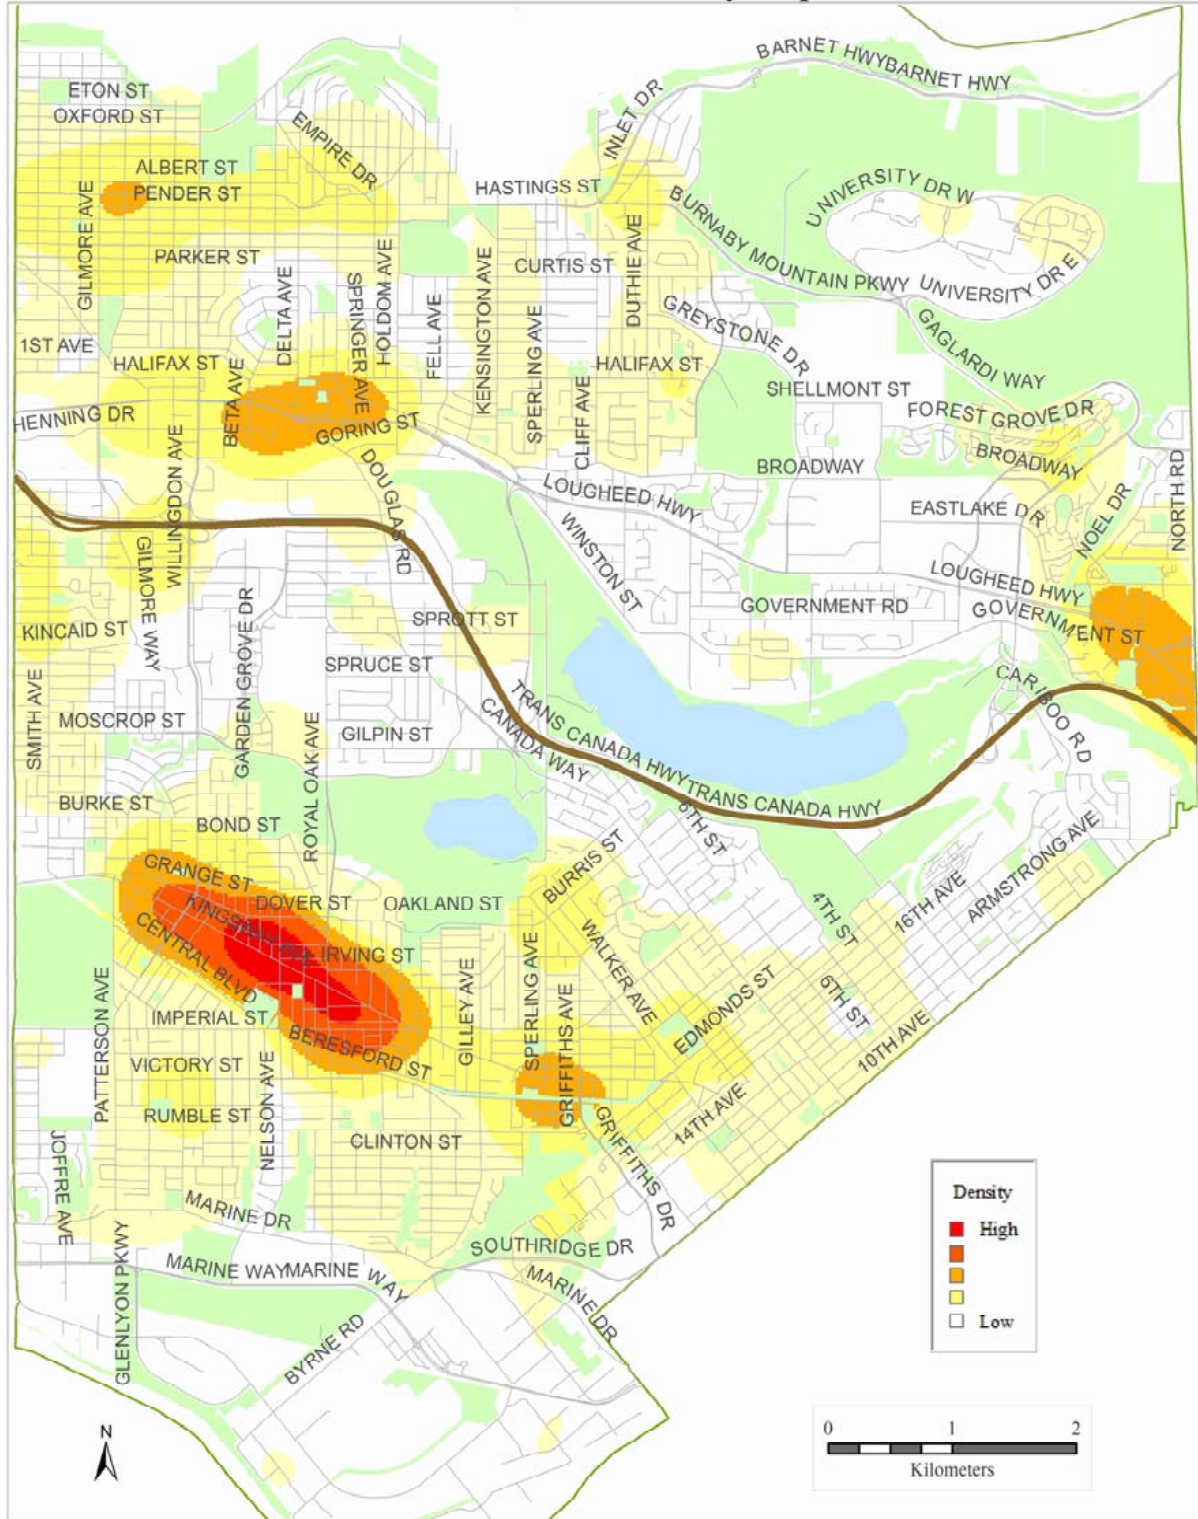 BARNET HWY BARNET HWY
ETON ST
OXFORD ST
INLET DR
EMPIRE DR
ALBERT ST
PENDER ST
HASTINGS ST
UNIVERSITY DR W
GILMORE AVE
BURNABY MOUNTAIN PKWY
PARKER ST
CURTIS ST
DUTHIE AVE
UNIVERSITY DR E
DELTA AVE
SPRINGER AVE
HOLDOM AVE
FELL AVE
KENSINGTON AVE
SPERLING AVE
GREYSTONE DR
GAGLARDI WAY
1ST AVE
HALIFAX ST
HALIFAX ST
SHELLMONT ST
BETA AVE
CLIFF AVE
HENNING DR
GORING ST
FOREST GROVE DR
WILLINGDON AVE
DOUGLAS RD
LOUGHEED HWY
BROADWAY
BROADWAY
NORTH RD
EASTLAKE DR
NOEL DR
WINSTON ST
GILMORE WAY
LOUGHEED HWY
GARDEN GROVE DR
GOVERNMENT RD
GOVERNMENT ST
KINCAID ST
SPROTT ST
SPRUCE ST
SMITH AVE
MOSCROP ST
ROYAL OAK AVE
GILPIN ST
TRANS CANADA HWY TRANS CANADA HWY
CANADA WAY
CARIBOO RD
BURKE ST
BOND ST
6TH ST
BURRIS ST
GRANGE ST
DOVER ST
OAKLAND ST
4TH ST
16TH AVE
ARMSTRONG AVE
CENTRAL BLVD
IRVING ST
WALKER AVE
SPERLING AVE
PATTERSON AVE
GILLEY AVE
GRIFFITHS AVE
EDMONDS ST
6TH ST
IMPERIAL ST
BERESFORD ST
10TH AVE
VICTORY ST
NELSON AVE
RUMBLE ST
14TH AVE
JOFFRE AVE
CLINTON ST
GRIFFITHS DR
MARINE DR
SOUTHRIDGE DR
GLENLYON PKWY
MARINE WAY MARINE WAY
MARINE DR
BYRNE RD
Density
High
Low
N
0 1 2
Kilometers